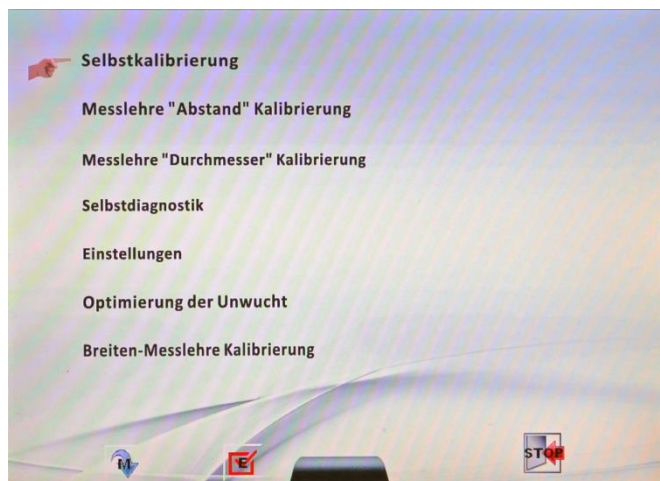 Selbstkalibrierung
Messlehre "Abstand" Kalibrierung
Messlehre "Durchmesser" Kalibrierung
Selbstdiagnostik
Einstellungen
Optimierung der Unwucht
Breiten-Messlehre Kalibrierung
M E STOP